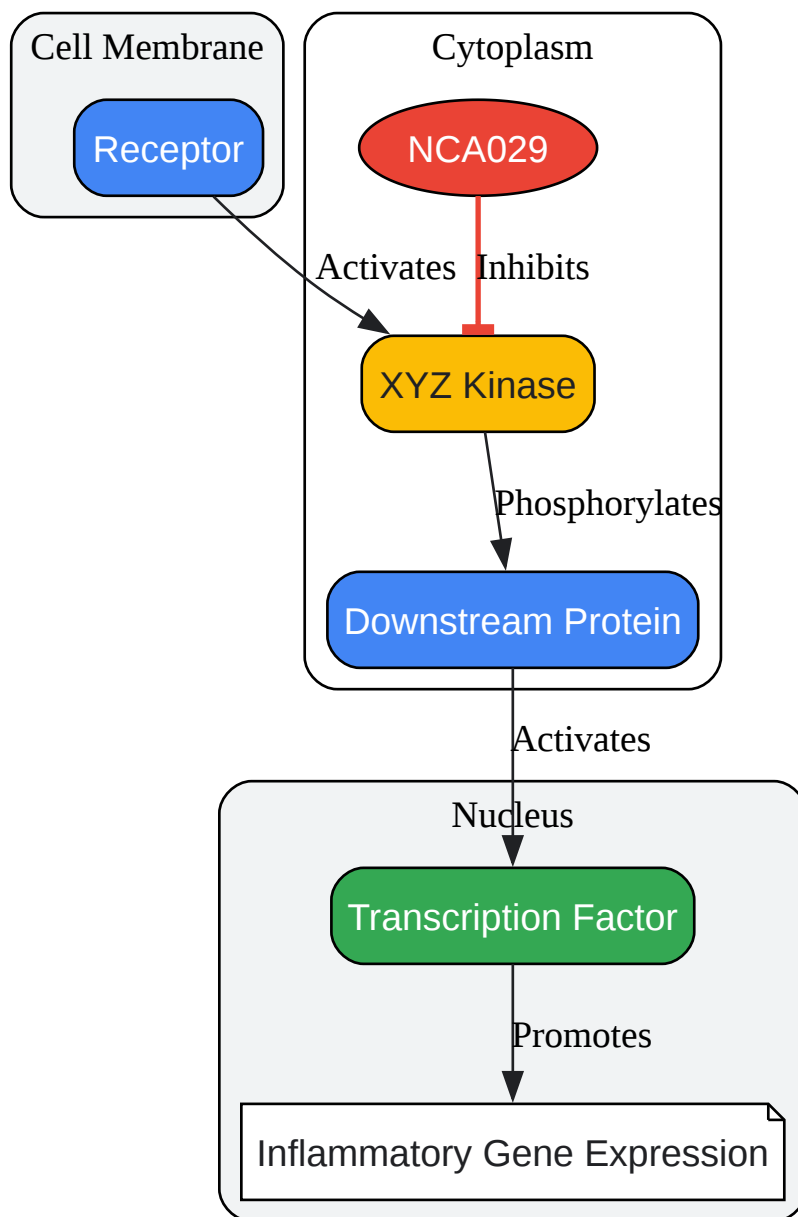 Cell Membrane
Cytoplasm
Receptor
NCA029
Activates
Inhibits
XYZ Kinase
Phosphorylates
Downstream Protein
Activates
Nucleus
Transcription Factor
Promotes
Inflammatory Gene Expression